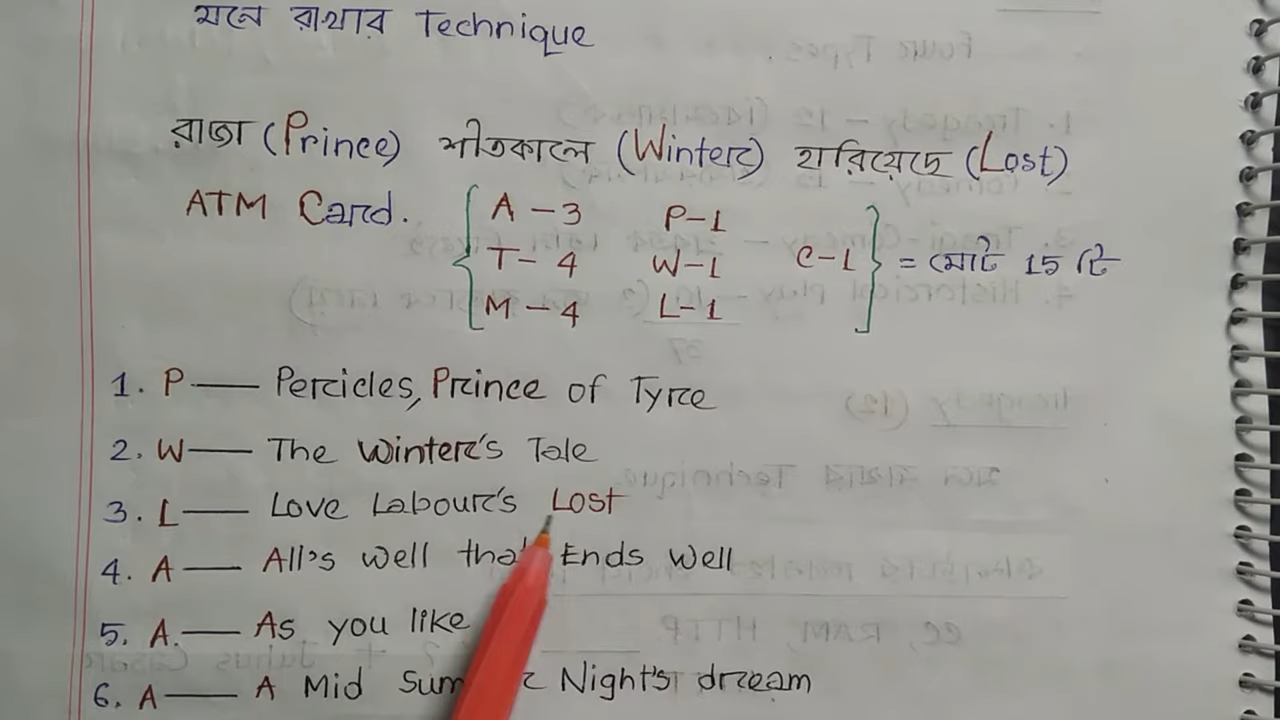 মনে রাখার Technique
রাজা (Prince) শীতকালে (Winter) হারিয়েছে (Lost)
ATM Card. { A - 3 P-1
T - 4 W-1 C-1 } = মোট 15 টি
M - 4 L-1
1. P — Pericles, Prince of Tyre
2. W — The Winter's Tale
3. L — Love Labour's Lost
4. A — All's well that Ends Well
5. A. — As you like
6. A — A Mid Sum Night's dream